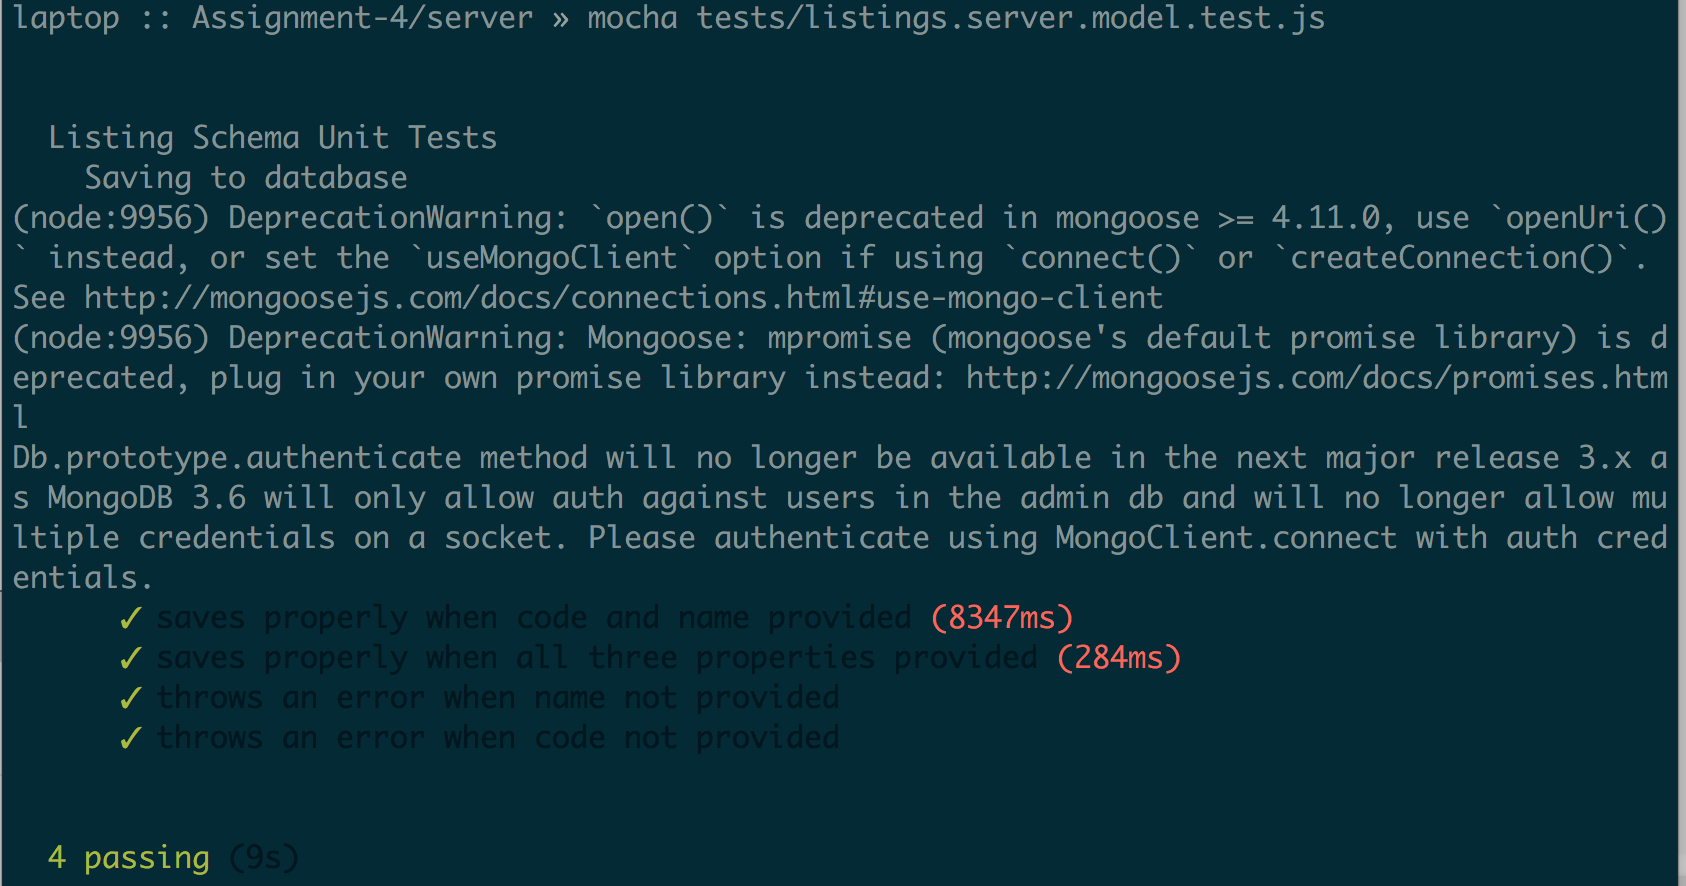 laptop :: Assignment-4/server » mocha tests/listings.server.model.test.js
Listing Schema Unit Tests
Saving to database
(node:9956) DeprecationWarning: `open()` is deprecated in mongoose >= 4.11.0, use `openUri()
` instead, or set the `useMongoClient` option if using `connect()` or `createConnection()`.
See http://mongoosejs.com/docs/connections.html#use-mongo-client
(node:9956) DeprecationWarning: Mongoose: mpromise (mongoose's default promise library) is d
eprecated, plug in your own promise library instead: http://mongoosejs.com/docs/promises.htm
l
Db.prototype.authenticate method will no longer be available in the next major release 3.x a
s MongoDB 3.6 will only allow auth against users in the admin db and will no longer allow mu
ltiple credentials on a socket. Please authenticate using MongoClient.connect with auth cred
entials.
✓ saves properly when code and name provided (8347ms)
✓ saves properly when all three properties provided (284ms)
✓ throws an error when name not provided
✓ throws an error when code not provided
4 passing (9s)